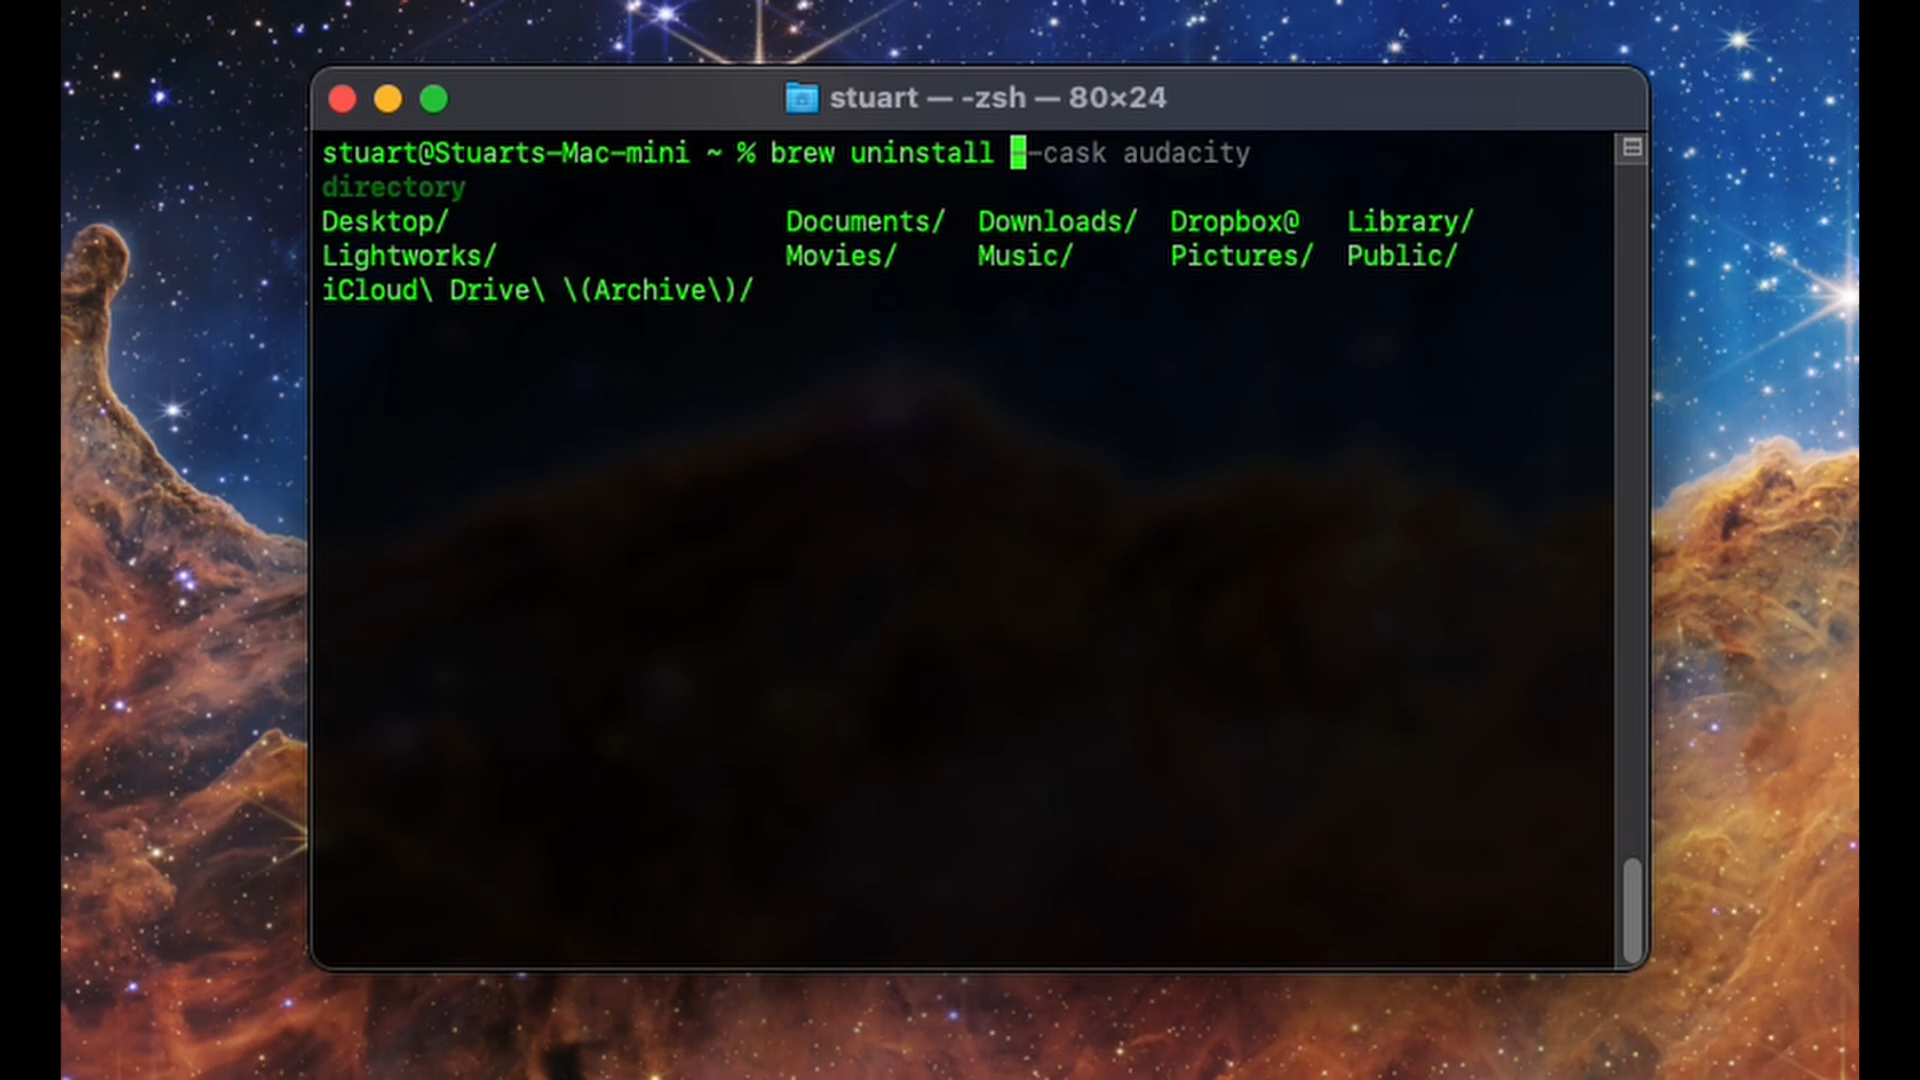 stuart — -zsh — 80×24
stuart@Stuarts-Mac-mini ~ % brew uninstall --cask audacity
directory
Desktop/ Documents/ Downloads/ Dropbox@ Library/
Lightworks/ Movies/ Music/ Pictures/ Public/
iCloud\ Drive\ \(Archive\)/